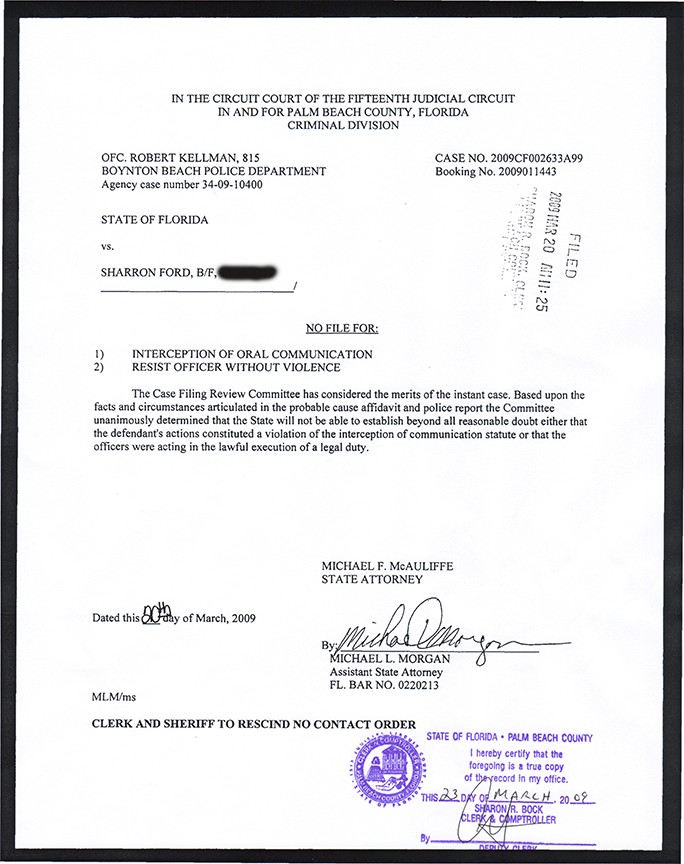 IN THE CIRCUIT COURT OF THE FIFTEENTH JUDICIAL CIRCUIT
IN AND FOR PALM BEACH COUNTY, FLORIDA
CRIMINAL DIVISION
OFC. ROBERT KELLMAN, 815
BOYNTON BEACH POLICE DEPARTMENT
Agency case number 34-09-10400
CASE NO. 2009CF002633A99
Booking No. 2009011443
STATE OF FLORIDA
vs.
SHARRON FORD, B/F,
/
FILED
2009 MAR 20 AM 11:25
SHARON R. BOCK, CLERK
NO FILE FOR:
1) INTERCEPTION OF ORAL COMMUNICATION
2) RESIST OFFICER WITHOUT VIOLENCE
The Case Filing Review Committee has considered the merits of the instant case. Based upon the
facts and circumstances articulated in the probable cause affidavit and police report the Committee
unanimously determined that the State will not be able to establish beyond all reasonable doubt either that
the defendant's actions constituted a violation of the interception of communication statute or that the
officers were acting in the lawful execution of a legal duty.
MICHAEL F. McAULIFFE
STATE ATTORNEY
Dated this 20th day of March, 2009
By: Michael L Morgan
MICHAEL L. MORGAN
Assistant State Attorney
FL. BAR NO. 0220213
MLM/ms
CLERK AND SHERIFF TO RESCIND NO CONTACT ORDER
CLERK & COMPTROLLER
PALM BEACH COUNTY, FLORIDA
STATE OF FLORIDA • PALM BEACH COUNTY
I hereby certify that the
foregoing is a true copy
of the record in my office.
THIS 23 DAY OF MARCH, 2009
SHARON R. BOCK
CLERK & COMPTROLLER
By
DEPUTY CLERK